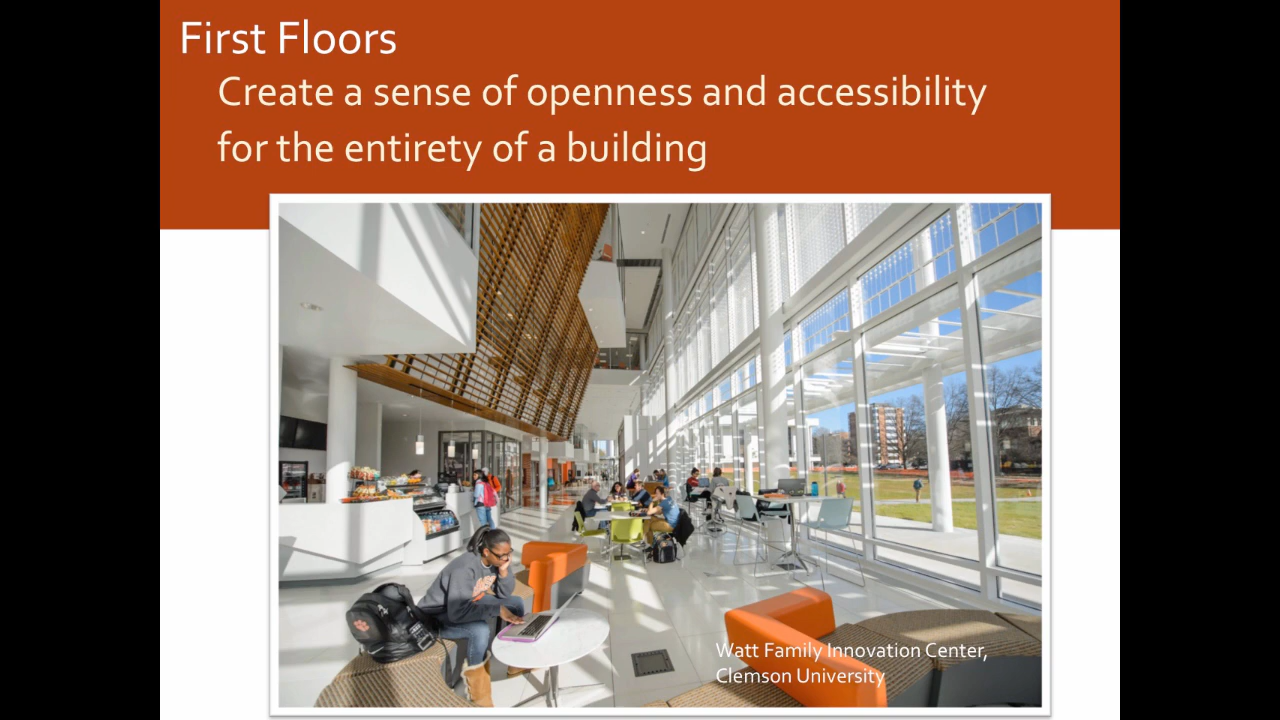 First Floors
Create a sense of openness and accessibility
for the entirety of a building
Watt Family Innovation Center,
Clemson University